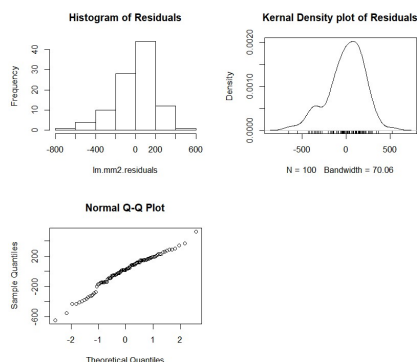 Histogram of Residuals
Frequency
0 10 20 30 40
-800 -400 0 200 600
lm.mm2.residuals
Kernal Density plot of Residuals
Density
0.0000 0.0010 0.0020
-500 0 500
N = 100 Bandwidth = 70.06
Normal Q-Q Plot
Sample Quantiles
-600 -200 200
-2 -1 0 1 2
Theoretical Quantiles